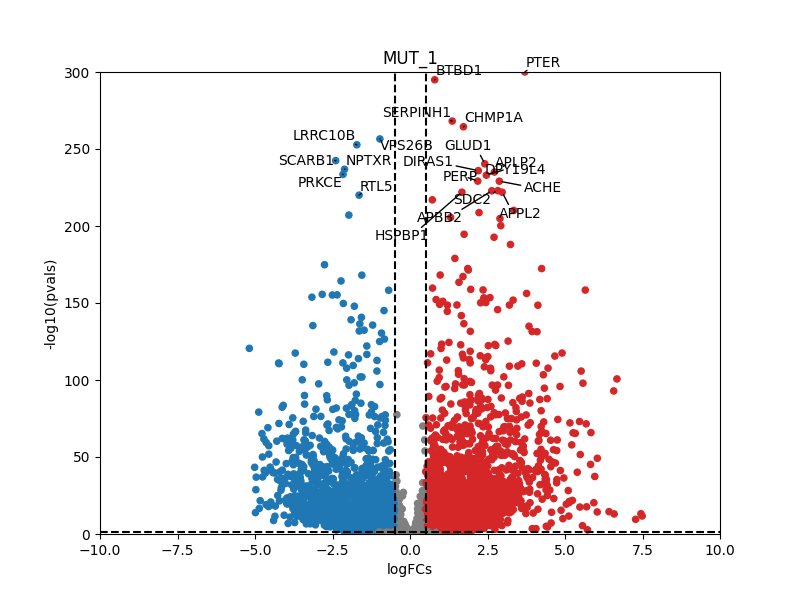 MUT_1
300
PTER
BTBD1
SERPINH1
CHMP1A
250
LRRC10B
VPS26B
GLUD1
SCARB1
NPTXR
DIRAS1
APLP2
DPY19L4
PRKCE
RTL5
PERP
ACHE
SDC2
200
APBB2
APPL2
HSPBP1
150
100
50
0
-log10(pvals)
−10.0
−7.5
−5.0
−2.5
0.0
2.5
5.0
7.5
10.0
logFCs